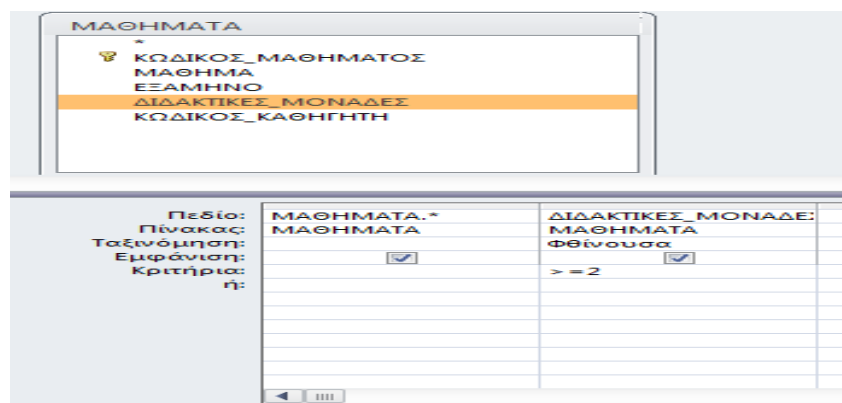 ΜΑΘΗΜΑΤΑ
*
ΚΩΔΙΚΟΣ_ΜΑΘΗΜΑΤΟΣ
ΜΑΘΗΜΑ
ΕΞΑΜΗΝΟ
ΔΙΔΑΚΤΙΚΕΣ_ΜΟΝΑΔΕΣ
ΚΩΔΙΚΟΣ_ΚΑΘΗΓΗΤΗ
Πεδίο: ΜΑΘΗΜΑΤΑ.* ΔΙΔΑΚΤΙΚΕΣ_ΜΟΝΑΔΕΣ
Πίνακας: ΜΑΘΗΜΑΤΑ ΜΑΘΗΜΑΤΑ
Ταξινόμηση: Φθίνουσα
Εμφάνιση:
Κριτήρια: >=2
ή: